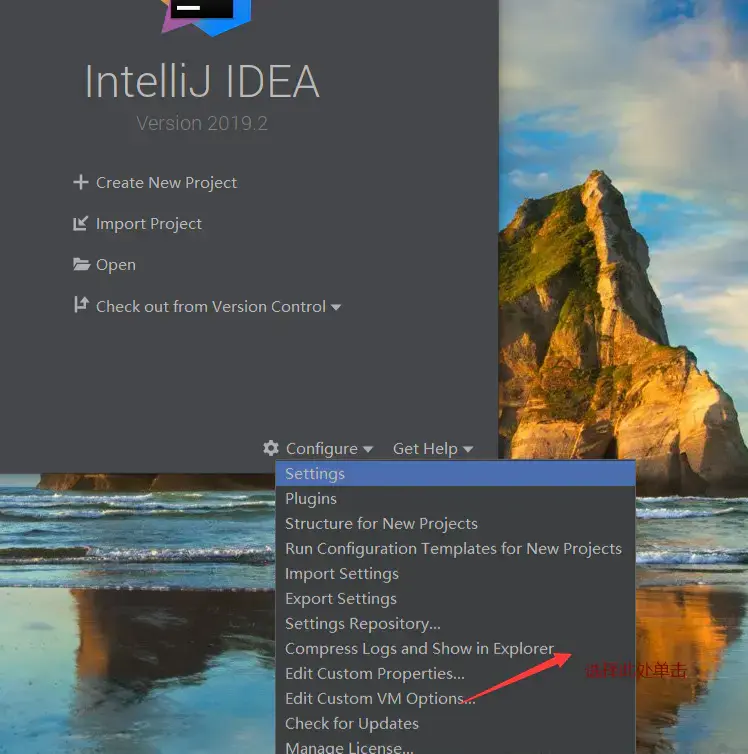 IntelliJ IDEA
Version 2019.2
Create New Project
Import Project
Open
Check out from Version Control
Configure Get Help
Settings
Plugins
Structure for New Projects
Run Configuration Templates for New Projects
Import Settings
Export Settings
Settings Repository...
Compress Logs and Show in Explorer
选择此处单击
Edit Custom Properties...
Edit Custom VM Options...
Check for Updates
Manage License...